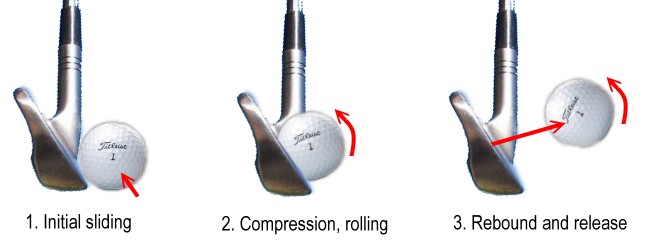 Titleist
1
Titleist
1
Titleist
1
1. Initial sliding
2. Compression, rolling
3. Rebound and release